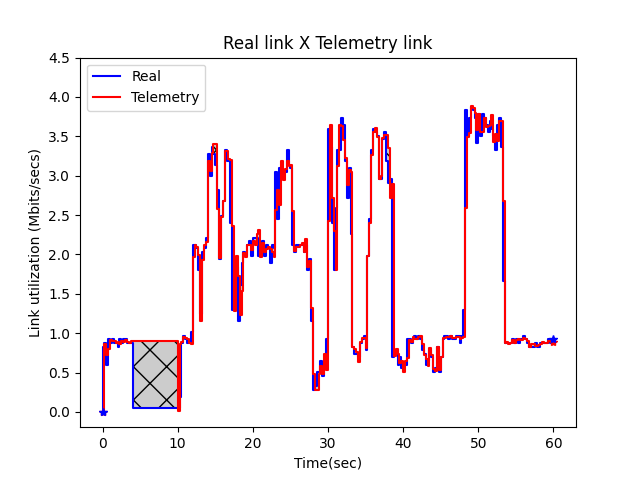 Real link X Telemetry link
Real
Telemetry
Link utilization (Mbits/secs)
4.5
4.0
3.5
3.0
2.5
2.0
1.5
1.0
0.5
0.0
0 10 20 30 40 50 60
Time(sec)